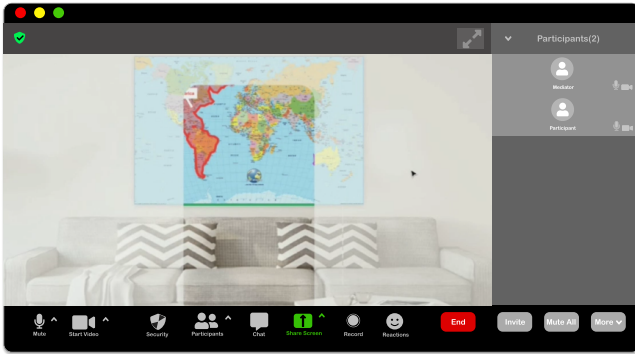 Participants(2)
Mediator
Participant
Mute
Start Video
Security
Participants
Chat
Share Screen
Record
Reactions
End
Invite
Mute All
More